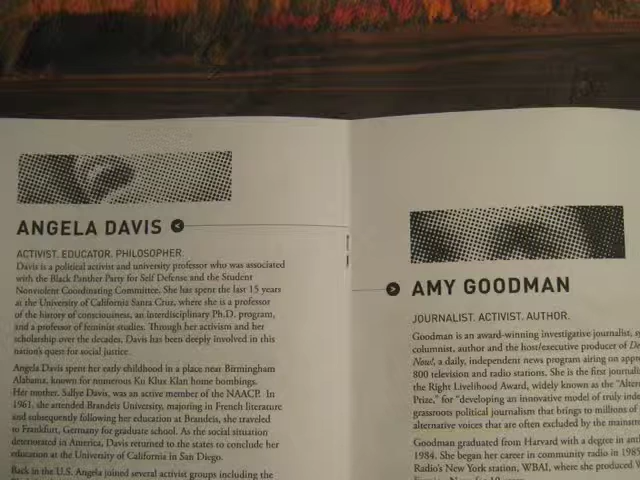 ANGELA DAVIS
ACTIVIST. EDUCATOR. PHILOSOPHER.
Davis is a political activist and university professor who was associated
with the Black Panther Party for Self Defense and the Student
Nonviolent Coordinating Committee. She has spent the last 15 years
at the University of California Santa Cruz, where she is a professor
of the history of consciousness, an interdisciplinary Ph.D. program,
and a professor of feminist studies. Through her activism and her
scholarship over the decades, Davis has been deeply involved in this
nation's quest for social justice.
Angela Davis spent her early childhood in a place near Birmingham
Alabama, known for numerous Ku Klux Klan home bombings.
Her mother, Sallye Davis, was an active member of the NAACP. In
1961, she attended Brandeis University, majoring in French literature
and subsequently following her education at Brandeis, she traveled
to Frankfurt, Germany for graduate school. As the social situation
deteriorated in America, Davis returned to the states to conclude her
education at the University of California in San Diego.
Back in the U.S. Angela joined several activist groups including the
AMY GOODMAN
JOURNALIST. ACTIVIST. AUTHOR.
Goodman is an award-winning investigative journalist,
columnist, author and the host/executive producer of
Now!, a daily, independent news program airing on
800 television and radio stations. She is the first
the Right Livelihood Award, widely known as the
Prize," for "developing an innovative model of truly
grassroots political journalism that brings to millions of
alternative voices that are often excluded by the
Goodman graduated from Harvard with a degree in
1984. She began her career in community radio in 1985
Radio's New York station, WBAI, where she produced